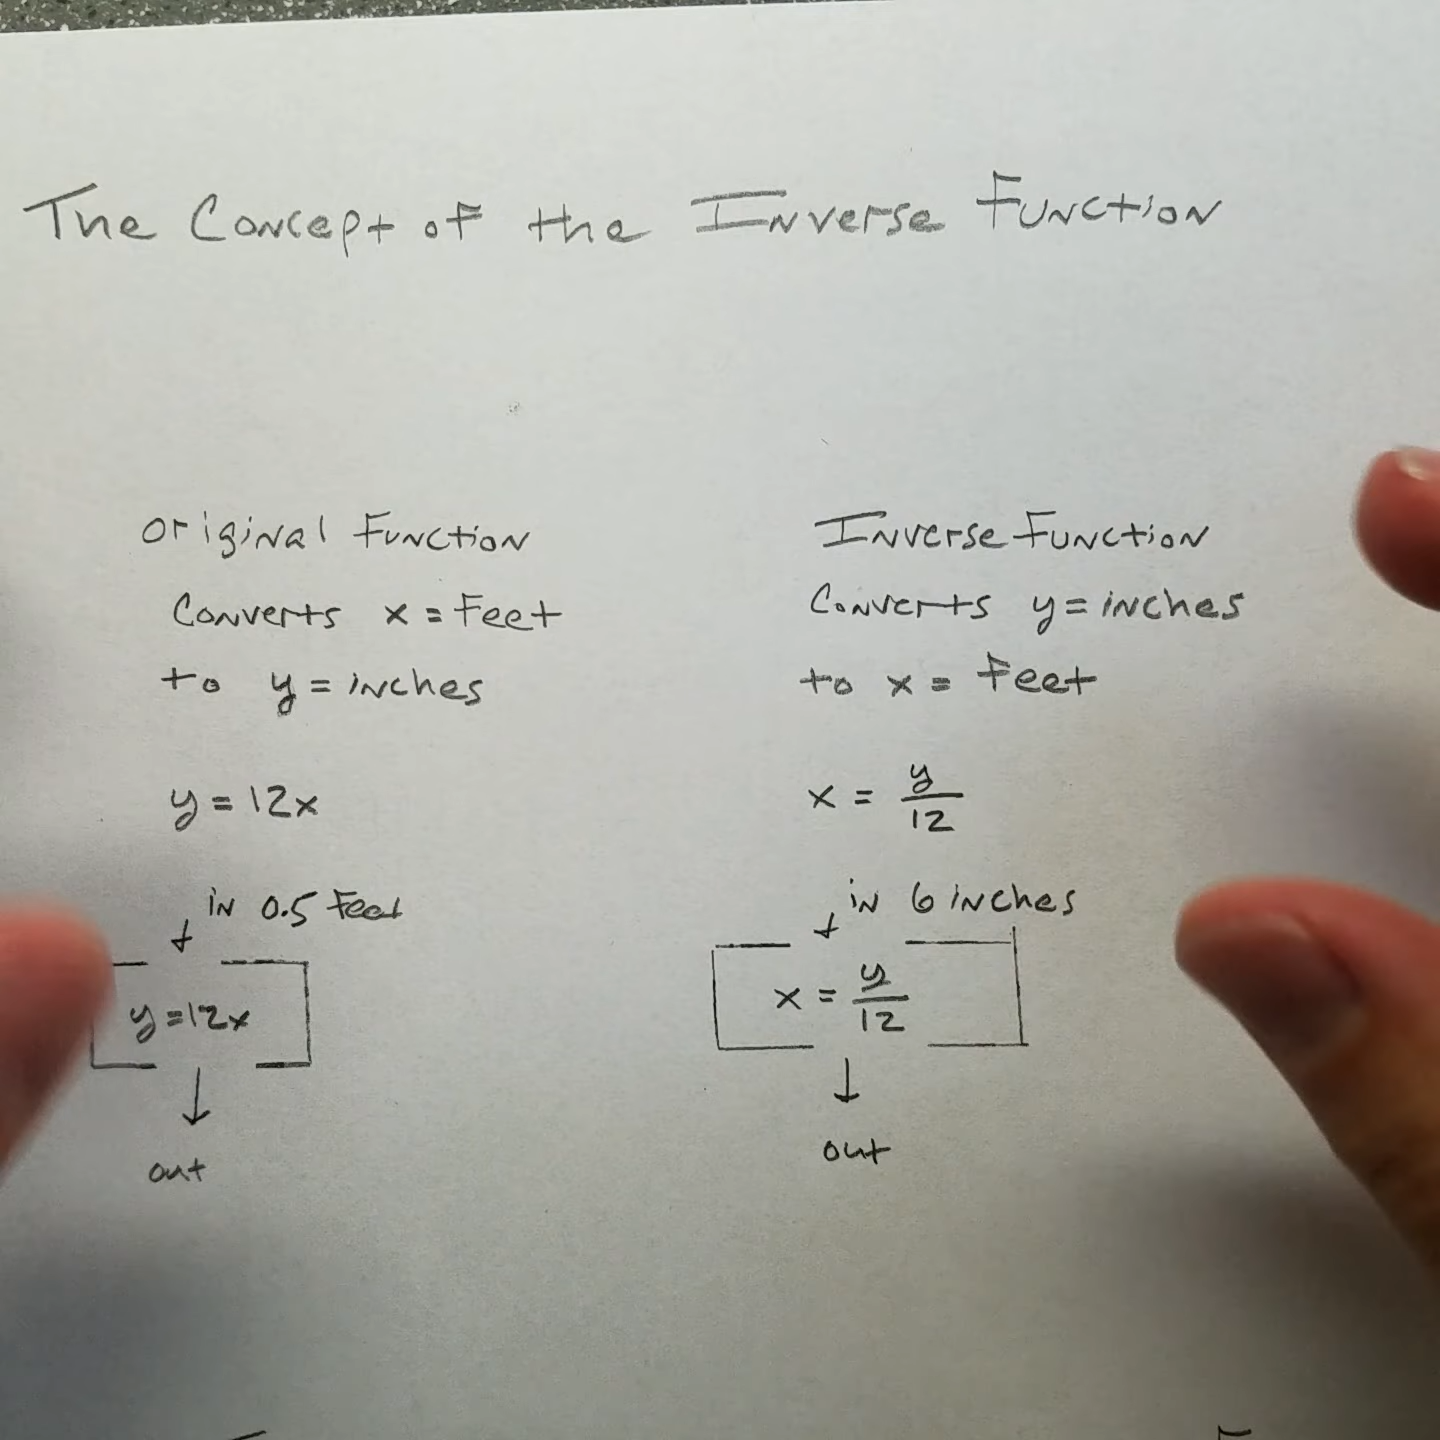 The Concept of the Inverse Function
Original Function
Converts x = Feet
to y = inches
y = 12x
in 0.5 Feet
y = 12x
out
Inverse Function
Converts y = inches
to x = Feet
x = y/12
in 6 inches
x = y/12
out